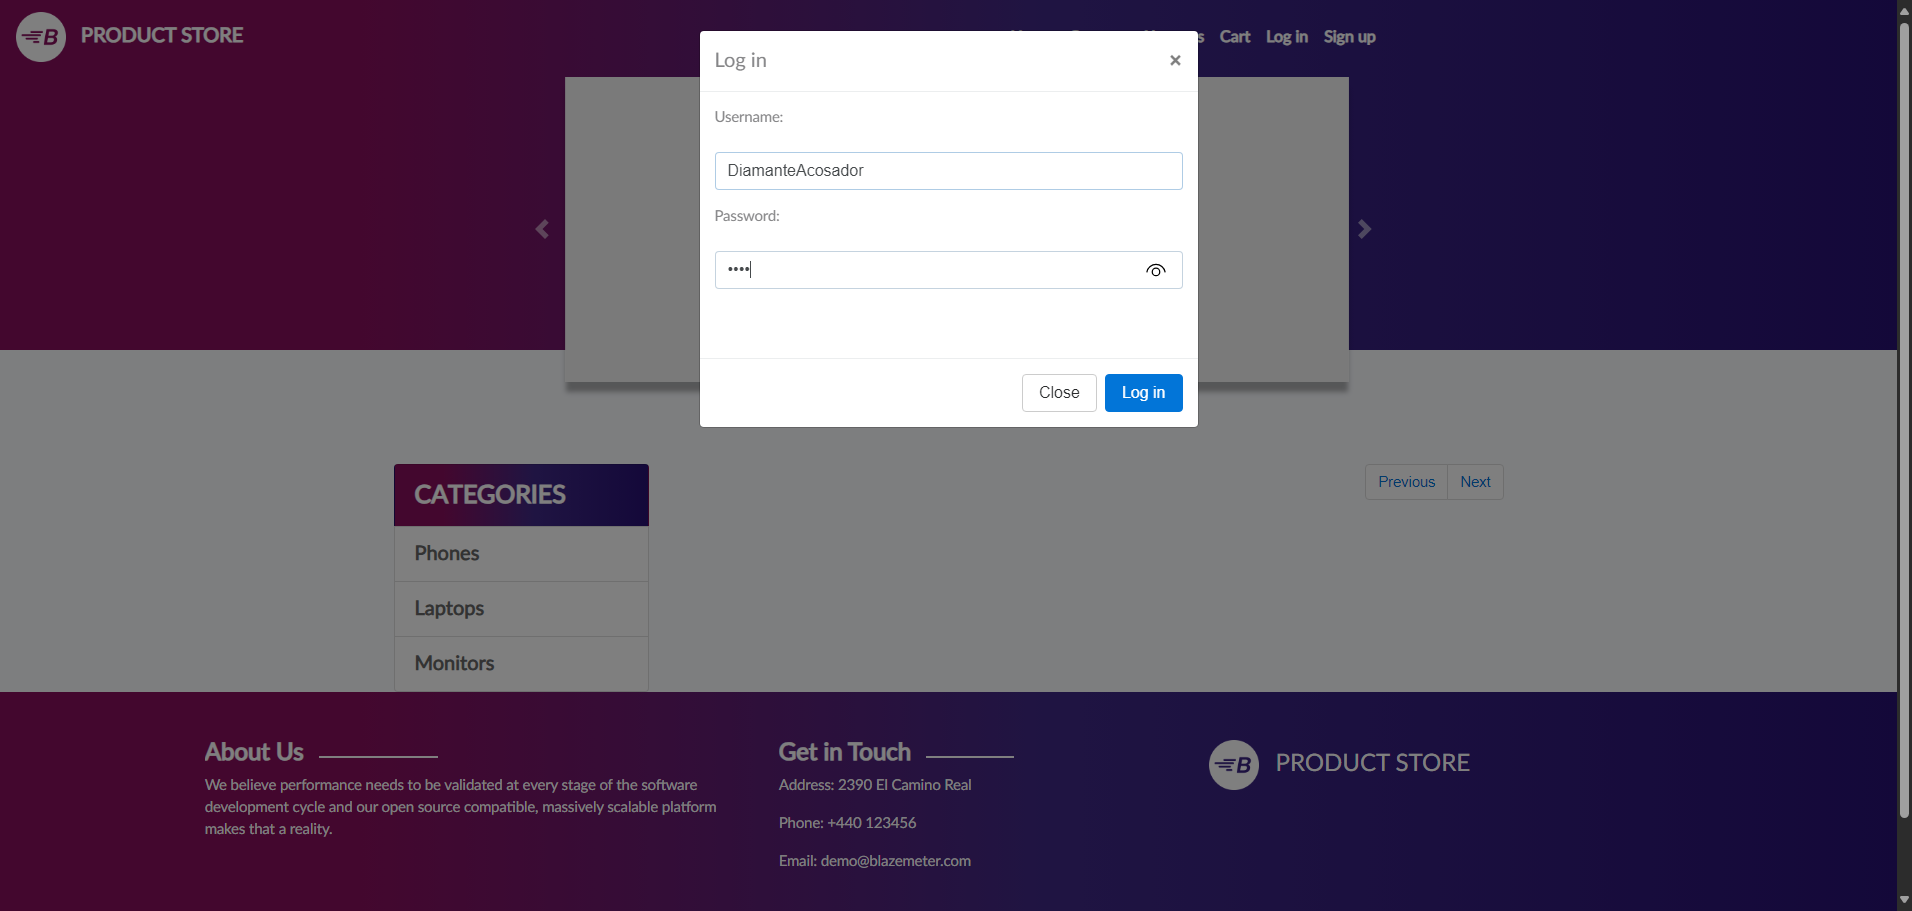 PRODUCT STORE
s Cart Log in Sign up
Log in ×
Username:
DiamanteAcosador
Password:
••••
Close Log in
CATEGORIES
Phones
Laptops
Monitors
Previous Next
About Us
We believe performance needs to be validated at every stage of the software
development cycle and our open source compatible, massively scalable platform
makes that a reality.
Get in Touch
Address: 2390 El Camino Real
Phone: +440 123456
Email: demo@blazemeter.com
B PRODUCT STORE